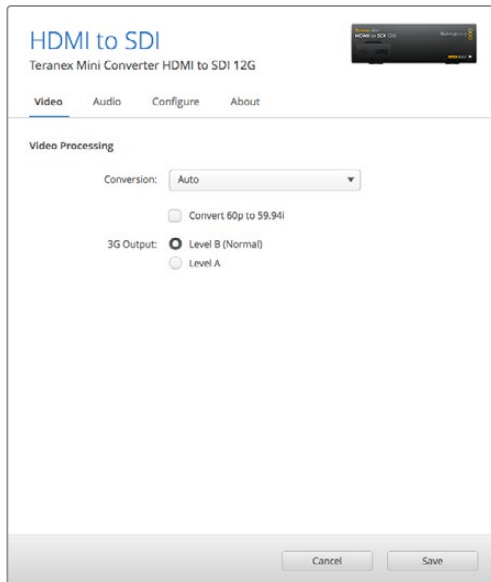 HDMI to SDI
Teranex Mini Converter HDMI to SDI 12G
Video Audio Configure About
Video Processing
Conversion: Auto
Convert 60p to 59.94i
3G Output: Level B (Normal)
Level A
Cancel Save